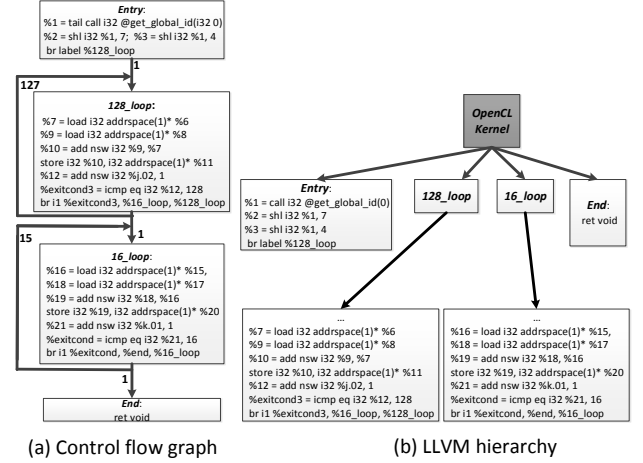 Entry:
%1 = tail call i32 @get_global_id(i32 0)
%2 = shl i32 %1, 7;  %3 = shl i32 %1, 4
br label %128_loop
1
127
128_loop:
%7 = load i32 addrspace(1)* %6
%9 = load i32 addrspace(1)* %8
%10 = add nsw i32 %9, %7
store i32 %10, i32 addrspace(1)* %11
%12 = add nsw i32 %j.02, 1
%exitcond3 = icmp eq i32 %12, 128
br i1 %exitcond3, %16_loop, %128_loop
15
1
16_loop:
%16 = load i32 addrspace(1)* %15,
%18 = load i32 addrspace(1)* %17
%19 = add nsw i32 %18, %16
store i32 %19, i32 addrspace(1)* %20
%21 = add nsw i32 %k.01, 1
%exitcond = icmp eq i32 %21, 16
br i1 %exitcond, %end, %16_loop
1
End:
ret void
(a) Control flow graph
OpenCL
Kernel
Entry:
%1 = call i32 @get_global_id(0)
%2 = shl i32 %1, 7
%3 = shl i32 %1, 4
br label %128_loop
128_loop
16_loop
End:
ret void
...
%7 = load i32 addrspace(1)* %6
%9 = load i32 addrspace(1)* %8
%10 = add nsw i32 %9, %7
store i32 %10, i32 addrspace(1)* %11
%12 = add nsw i32 %j.02, 1
%exitcond3 = icmp eq i32 %12, 128
br i1 %exitcond3, %16_loop, %128_loop
...
%16 = load i32 addrspace(1)* %15,
%18 = load i32 addrspace(1)* %17
%19 = add nsw i32 %18, %16
store i32 %19, i32 addrspace(1)* %20
%21 = add nsw i32 %k.01, 1
%exitcond = icmp eq i32 %21, 16
br i1 %exitcond, %end, %16_loop
(b) LLVM hierarchy